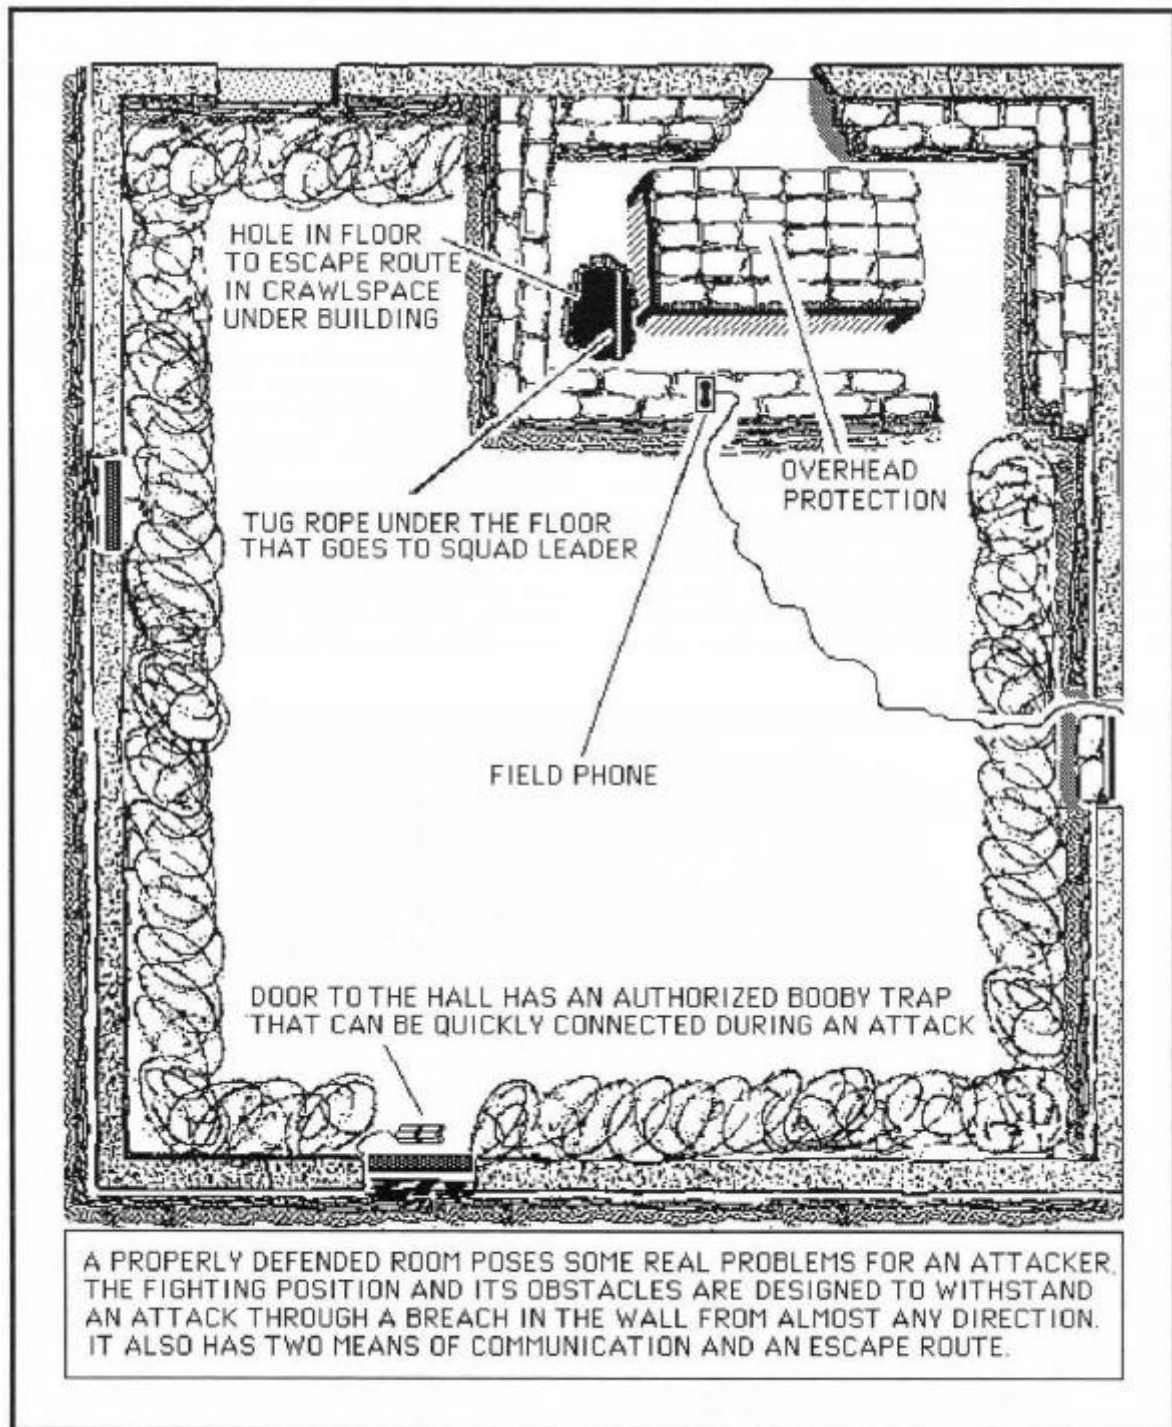 HOLE IN FLOOR
TO ESCAPE ROUTE
IN CRAWLSPACE
UNDER BUILDING
OVERHEAD
PROTECTION
TUG ROPE UNDER THE FLOOR
THAT GOES TO SQUAD LEADER
FIELD PHONE
DOOR TO THE HALL HAS AN AUTHORIZED BOOBY TRAP
THAT CAN BE QUICKLY CONNECTED DURING AN ATTACK
A PROPERLY DEFENDED ROOM POSES SOME REAL PROBLEMS FOR AN ATTACKER.
THE FIGHTING POSITION AND ITS OBSTACLES ARE DESIGNED TO WITHSTAND
AN ATTACK THROUGH A BREACH IN THE WALL FROM ALMOST ANY DIRECTION.
IT ALSO HAS TWO MEANS OF COMMUNICATION AND AN ESCAPE ROUTE.